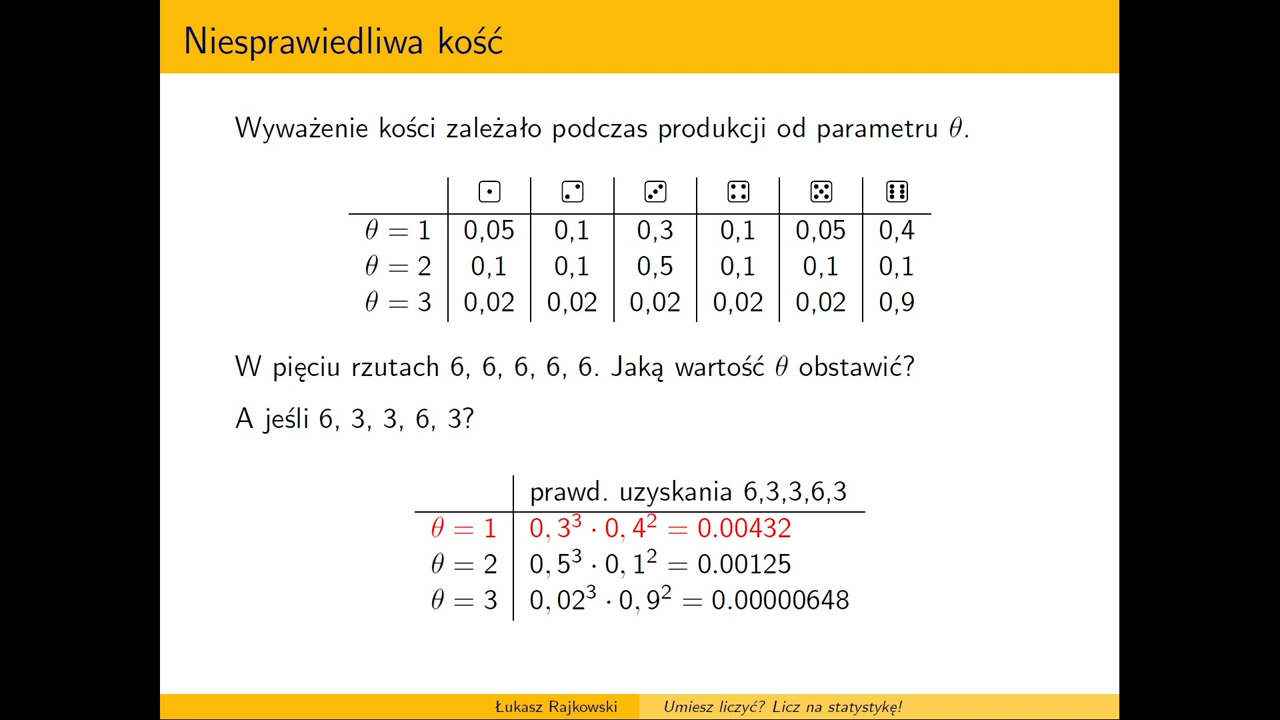 Niesprawiedliwa kość
Wyważenie kości zależało podczas produkcji od parametru θ.
⚀ ⚁ ⚂ ⚃ ⚄ ⚅
θ = 1 0,05 0,1 0,3 0,1 0,05 0,4
θ = 2 0,1 0,1 0,5 0,1 0,1 0,1
θ = 3 0,02 0,02 0,02 0,02 0,02 0,9
W pięciu rzutach 6, 6, 6, 6, 6. Jaką wartość θ obstawić?
A jeśli 6, 3, 3, 6, 3?
prawd. uzyskania 6,3,3,6,3
θ = 1 0, 3³ · 0, 4² = 0.00432
θ = 2 0, 5³ · 0, 1² = 0.00125
θ = 3 0, 02³ · 0, 9² = 0.00000648
Łukasz Rajkowski Umiesz liczyć? Licz na statystykę!